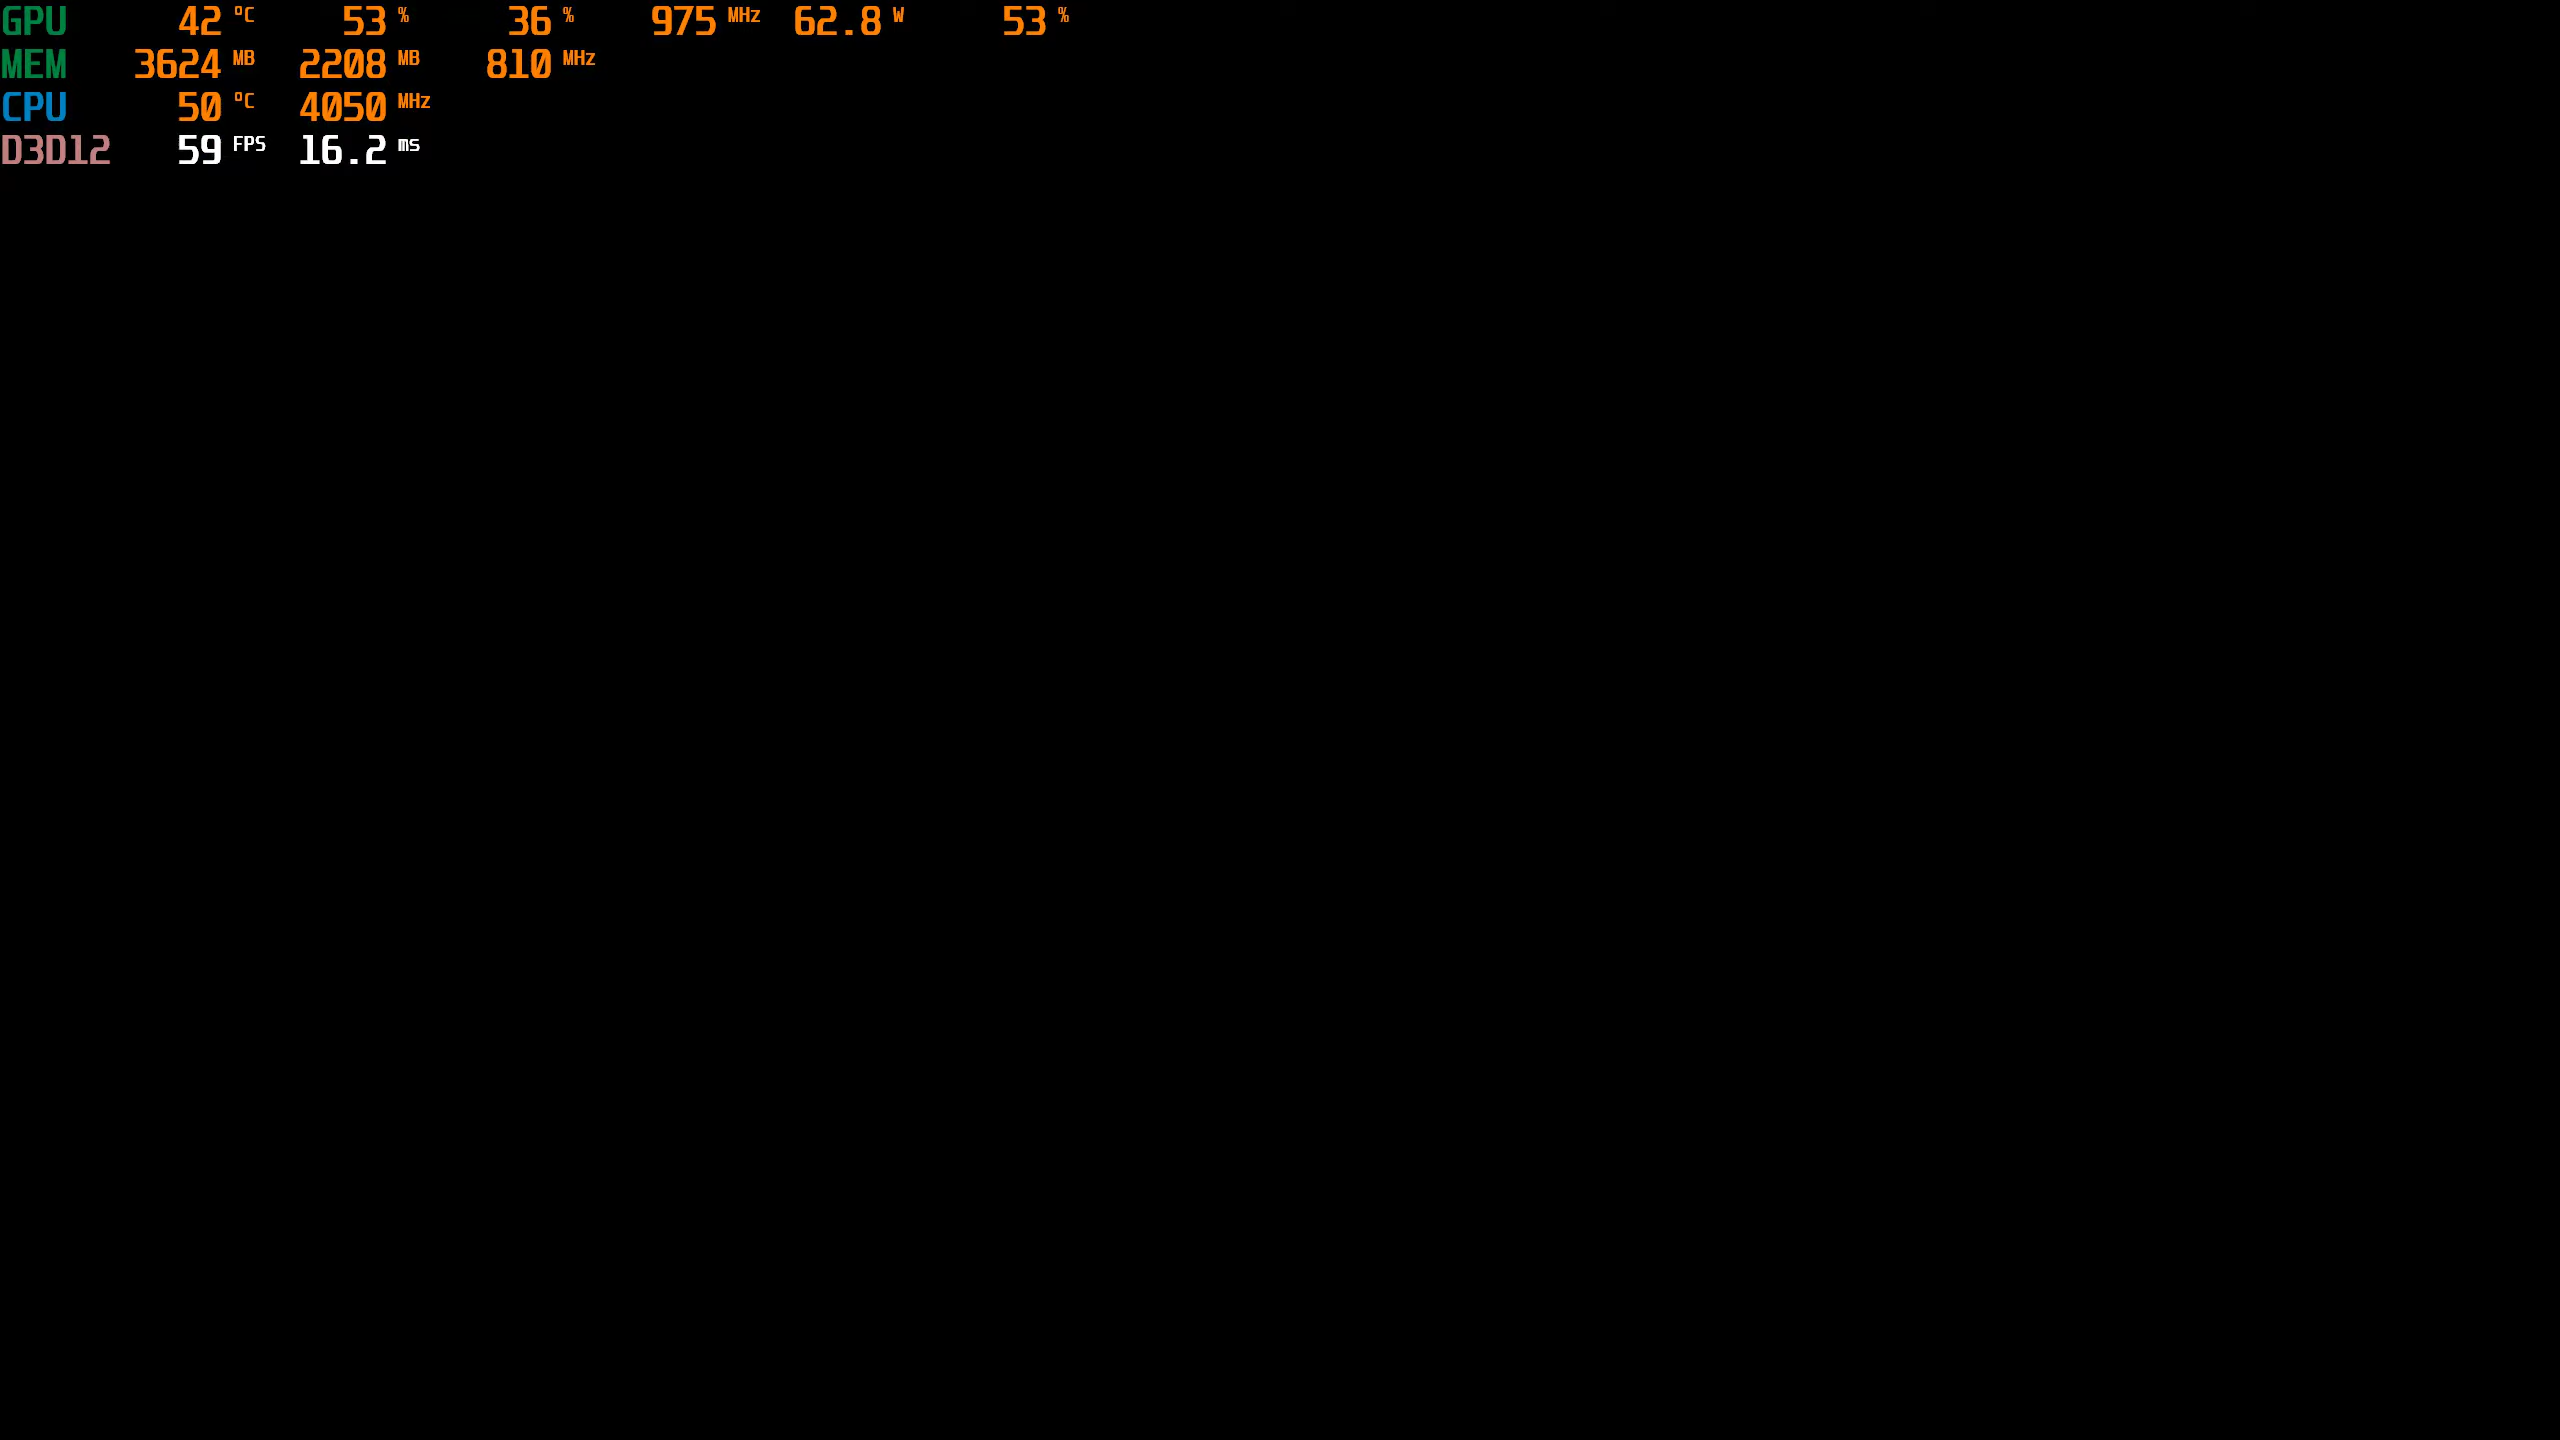 GPU 42 °C 53 % 36 % 975 MHz 62.8 W 53 %
MEM 3624 MB 2208 MB 810 MHz
CPU 50 °C 4050 MHz
D3D12 59 FPS 16.2 ms